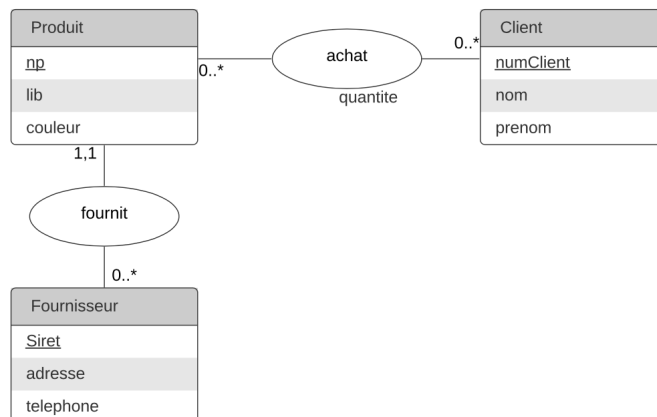 Produit
np
lib
couleur
0..*
achat
quantite
0..*
Client
numClient
nom
prenom
1,1
fournit
0..*
Fournisseur
Siret
adresse
telephone